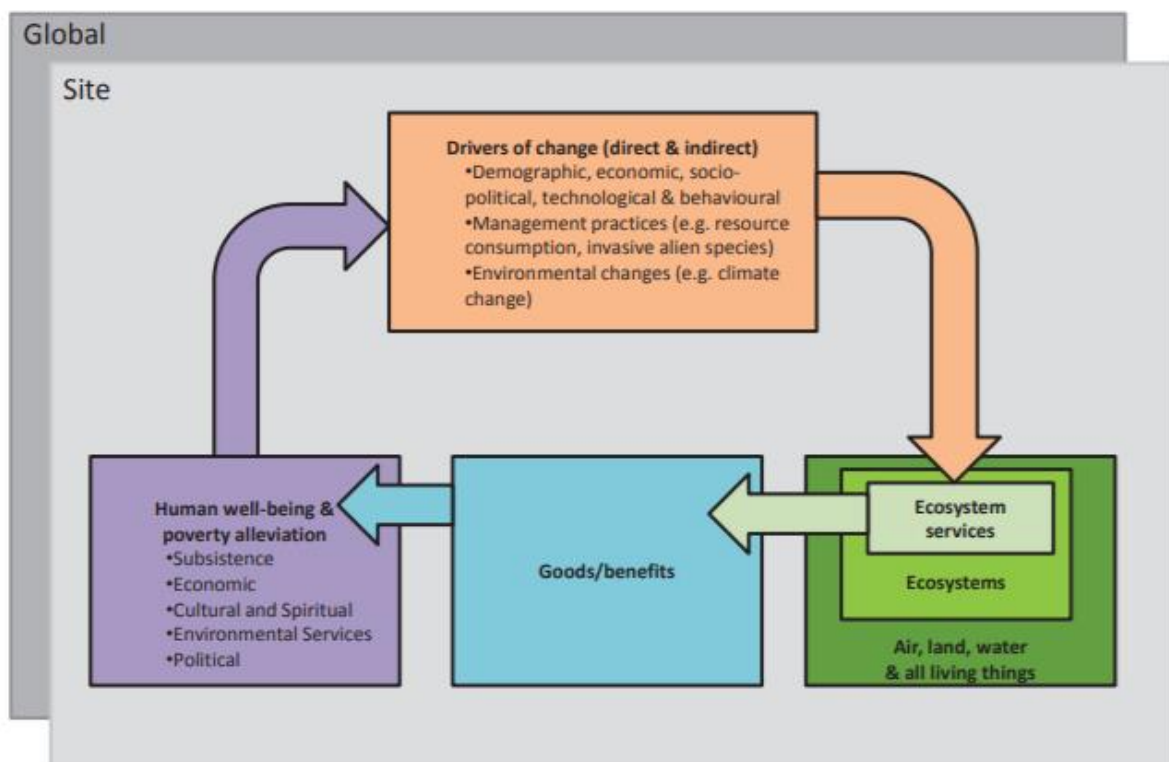 Global
Site
Drivers of change (direct & indirect)
•Demographic, economic, socio-
political, technological & behavioural
•Management practices (e.g. resource
consumption, invasive alien species)
•Environmental changes (e.g. climate
change)
Human well-being &
poverty alleviation
•Subsistence
•Economic
•Cultural and Spiritual
•Environmental Services
•Political
Goods/benefits
Ecosystem
services
Ecosystems
Air, land, water
& all living things